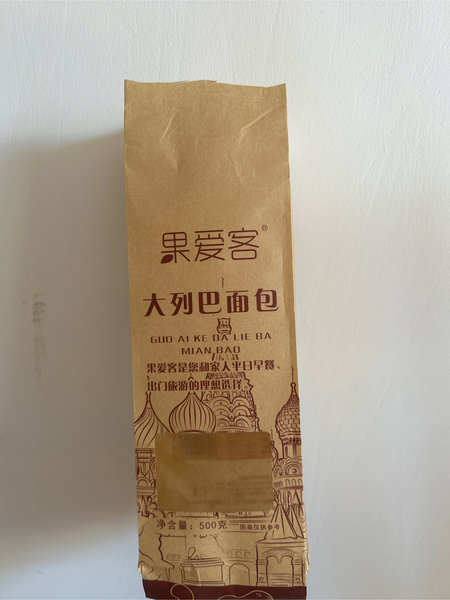 果爱客®
大列巴面包
GUO AI KE DA LIE BA
MIAN BAO
果爱客是您和家人平日早餐、
出门旅游的理想选择。
净含量：500克
图案仅供参考